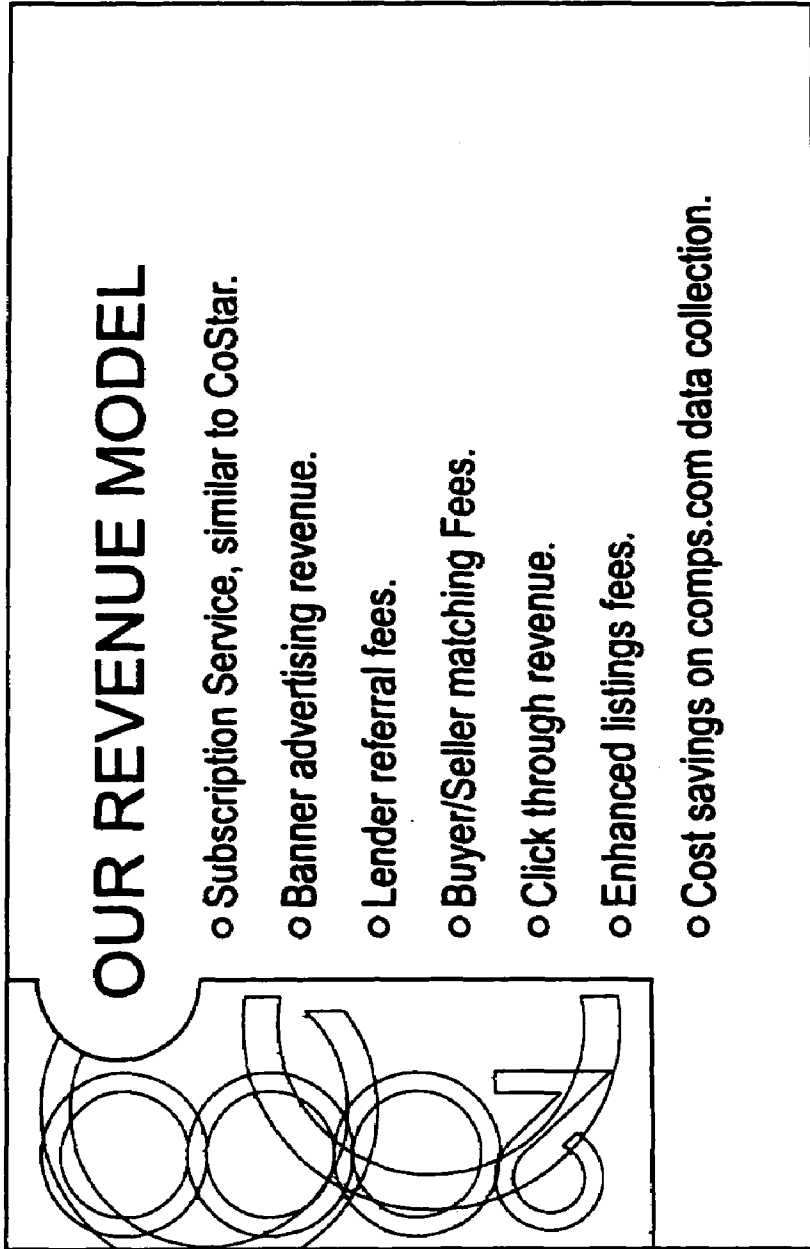 OUR REVENUE MODEL
o Subscription Service, similar to CoStar.
o Banner advertising revenue.
o Lender referral fees.
o Buyer/Seller matching Fees.
o Click through revenue.
o Enhanced listings fees.
o Cost savings on comps.com data collection.